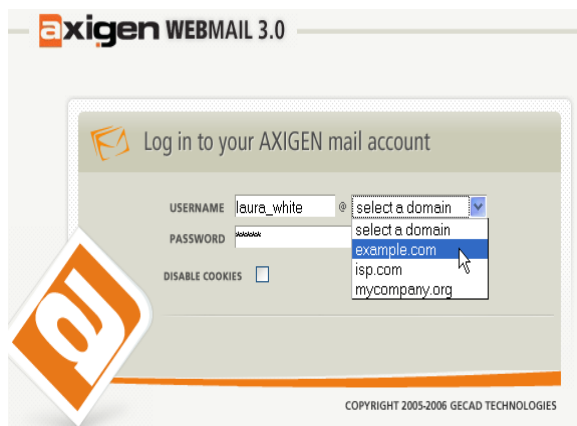 axigen WEBMAIL 3.0
Log in to your AXIGEN mail account
USERNAME laura_white @ select a domain
select a domain
PASSWORD ******
example.com
isp.com
DISABLE COOKIES
mycompany.org
COPYRIGHT 2005-2006 GECAD TECHNOLOGIES